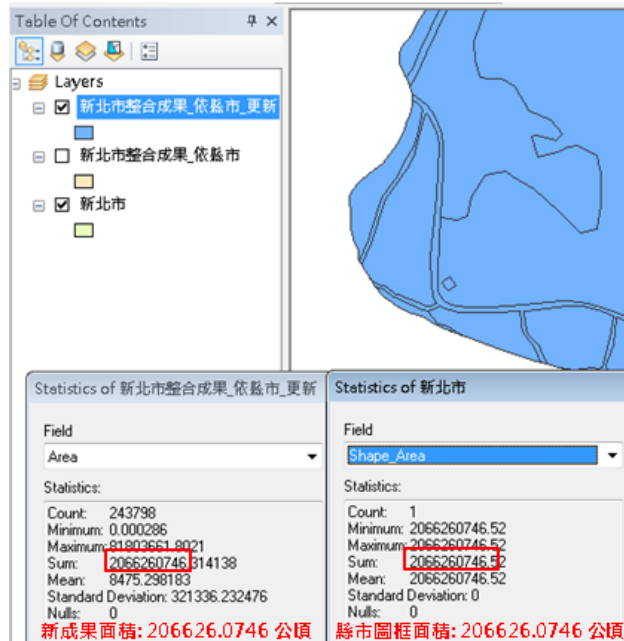 Table Of Contents
Layers
新北市整合成果_依縣市_更新
新北市整合成果_依縣市
新北市
Statistics of 新北市整合成果_依縣市_更新
Field
Area
Statistics:
Count: 243798
Minimum: 0.000286
Maximum: 81803661.8021
Sum: 2066260746.314138
Mean: 8475.298183
Standard Deviation: 321336.232476
Nulls: 0
新成果面積: 206626.0746 公頃
Statistics of 新北市
Field
Shape_Area
Statistics:
Count: 1
Minimum: 2066260746.52
Maximum: 2066260746.52
Sum: 2066260746.52
Mean: 2066260746.52
Standard Deviation: 0
Nulls: 0
縣市圖框面積: 206626.0746 公頃